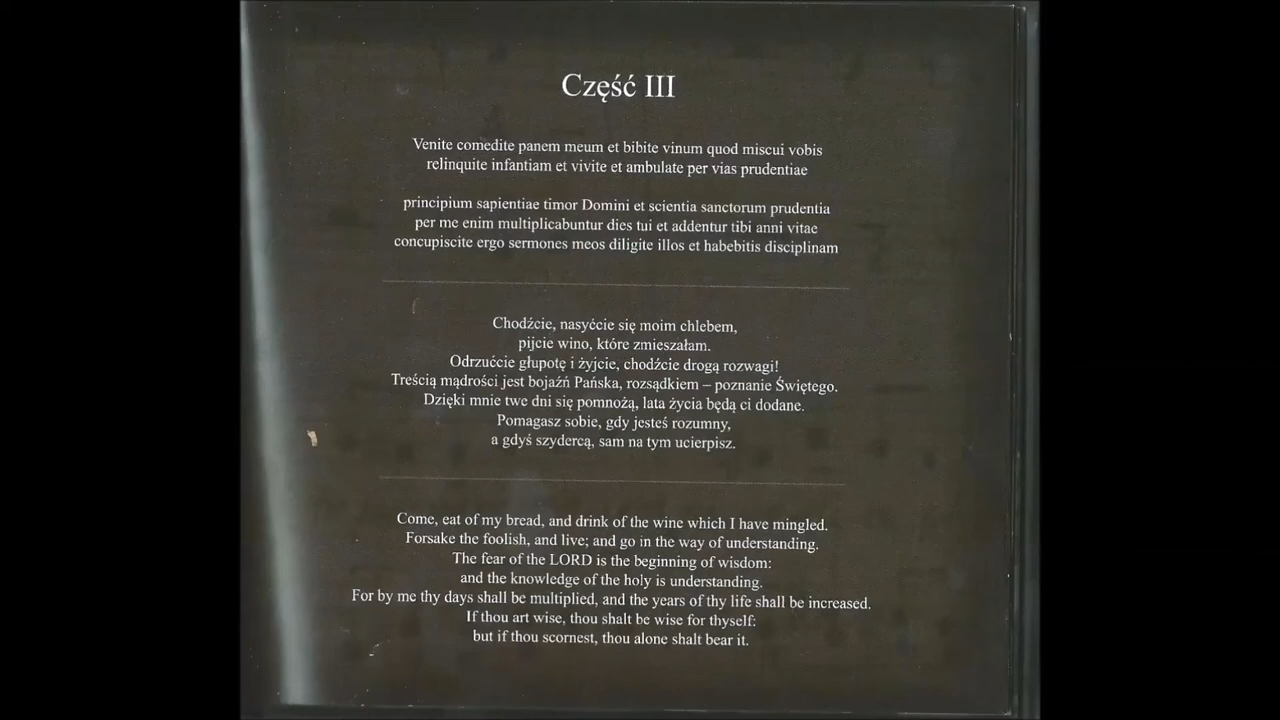 Część III
Venite comedite panem meum et bibite vinum quod miscui vobis
relinquite infantiam et vivite et ambulate per vias prudentiae
principium sapientiae timor Domini et scientia sanctorum prudentia
per me enim multiplicabuntur dies tui et addentur tibi anni vitae
concupiscite ergo sermones meos diligite illos et habebitis disciplinam
Chodźcie, nasyćcie się moim chlebem,
pijcie wino, które zmieszałam.
Odrzućcie głupotę i żyjcie, chodźcie drogą rozwagi!
Treścią mądrości jest bojaźń Pańska, rozsądkiem – poznanie Świętego.
Dzięki mnie twe dni się pomnożą, lata życia będą ci dodane.
Pomagasz sobie, gdy jesteś rozumny,
a gdyś szydercą, sam na tym ucierpisz.
Come, eat of my bread, and drink of the wine which I have mingled.
Forsake the foolish, and live; and go in the way of understanding.
The fear of the LORD is the beginning of wisdom:
and the knowledge of the holy is understanding.
For by me thy days shall be multiplied, and the years of thy life shall be increased.
If thou art wise, thou shalt be wise for thyself:
but if thou scornest, thou alone shalt bear it.